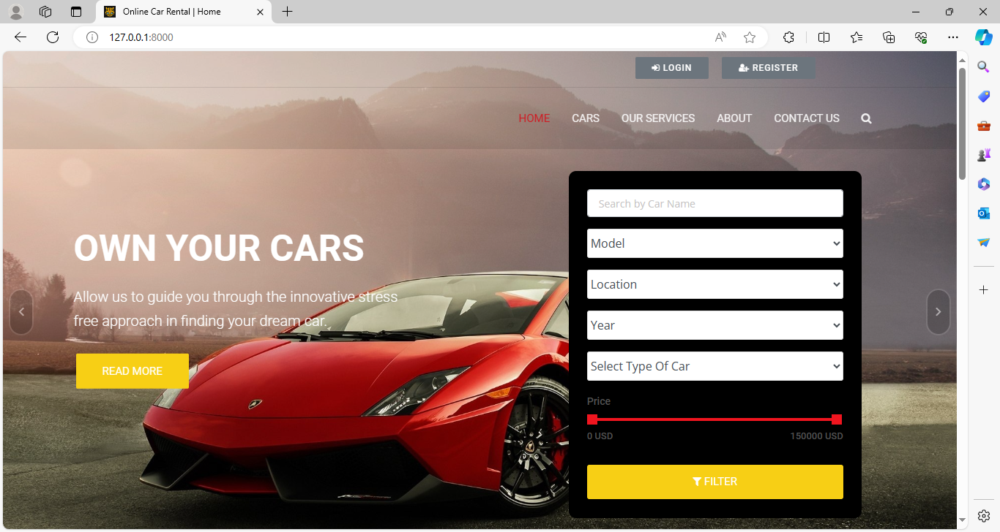 Online Car Rental | Home
127.0.0.1:8000
LOGIN
REGISTER
HOME
CARS
OUR SERVICES
ABOUT
CONTACT US
OWN YOUR CARS
Allow us to guide you through the innovative stress
free approach in finding your dream car.
READ MORE
Search by Car Name
Model
Location
Year
Select Type Of Car
Price
0 USD
150000 USD
FILTER